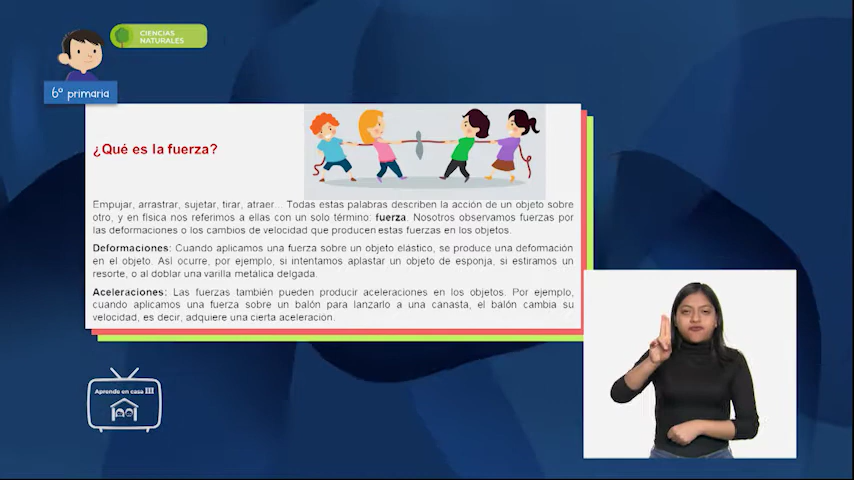 CIENCIAS
NATURALES
6º primaria
¿Qué es la fuerza?
Empujar, arrastrar, sujetar, tirar, atraer... Todas estas palabras describen la acción de un objeto sobre
otro, y en física nos referimos a ellas con un solo término: fuerza. Nosotros observamos fuerzas por
las deformaciones o los cambios de velocidad que producen estas fuerzas en los objetos.
Deformaciones: Cuando aplicamos una fuerza sobre un objeto elástico, se produce una deformación
en el objeto. Así ocurre, por ejemplo, si intentamos aplastar un objeto de esponja, si estiramos un
resorte, o al doblar una varilla metálica delgada.
Aceleraciones: Las fuerzas también pueden producir aceleraciones en los objetos. Por ejemplo,
cuando aplicamos una fuerza sobre un balón para lanzarlo a una canasta, el balón cambia su
velocidad, es decir, adquiere una cierta aceleración.
Aprende en casa III